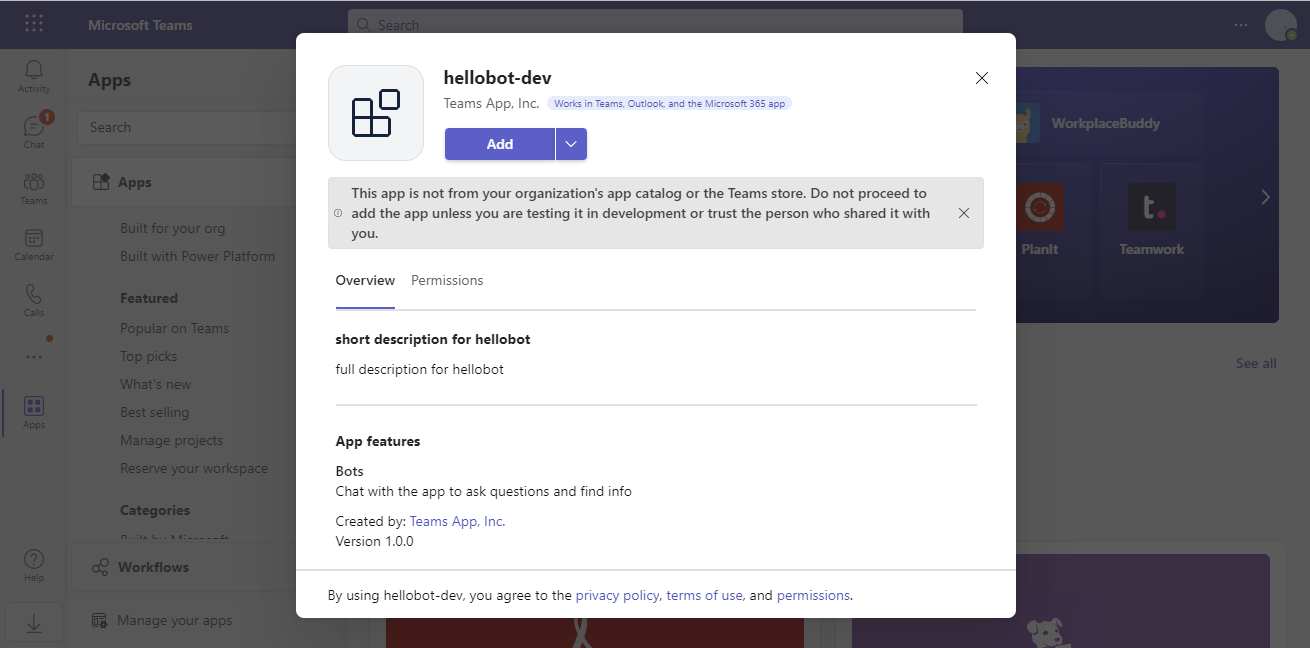 Microsoft Teams
Search
Activity
1
Chat
Teams
Calendar
Calls
Apps
Help
Apps
Search
Apps
Built for your org
Built with Power Platform
Featured
Popular on Teams
Top picks
What's new
Best selling
Manage projects
Reserve your workspace
Categories
Built by Microsoft
Workflows
Manage your apps
hellobot-dev
Teams App, Inc.
Works in Teams, Outlook, and the Microsoft 365 app
Add
This app is not from your organization's app catalog or the Teams store. Do not proceed to
add the app unless you are testing it in development or trust the person who shared it with
you.
Overview
Permissions
short description for hellobot
full description for hellobot
App features
Bots
Chat with the app to ask questions and find info
Created by: Teams App, Inc.
Version 1.0.0
By using hellobot-dev, you agree to the privacy policy, terms of use, and permissions.
WorkplaceBuddy
PlanIt
t.
Teamwork
See all